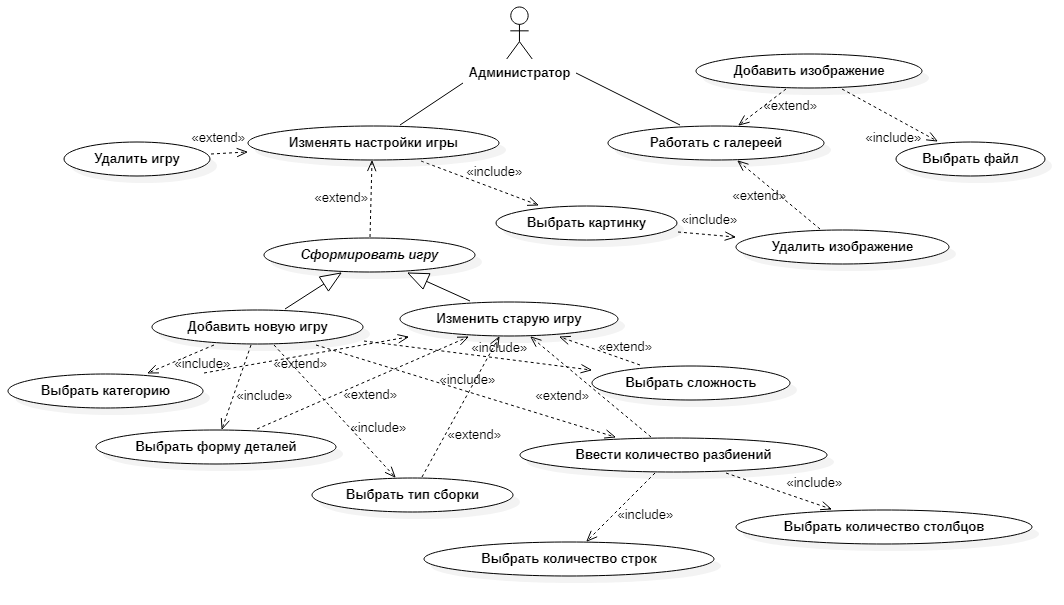 Администратор
Добавить изображение
«extend»
«extend»
«include»
Удалить игру
Изменять настройки игры
Работать с галереей
Выбрать файл
«include»
«extend»
«extend»
Выбрать картинку
«include»
Удалить изображение
Сформировать игру
Добавить новую игру
Изменить старую игру
«include»
«extend»
«include»
«extend»
Выбрать категорию
«include»
Выбрать сложность
«include»
«extend»
«extend»
«include»
«extend»
Выбрать форму деталей
Ввести количество разбиений
«include»
Выбрать тип сборки
«include»
Выбрать количество столбцов
Выбрать количество строк